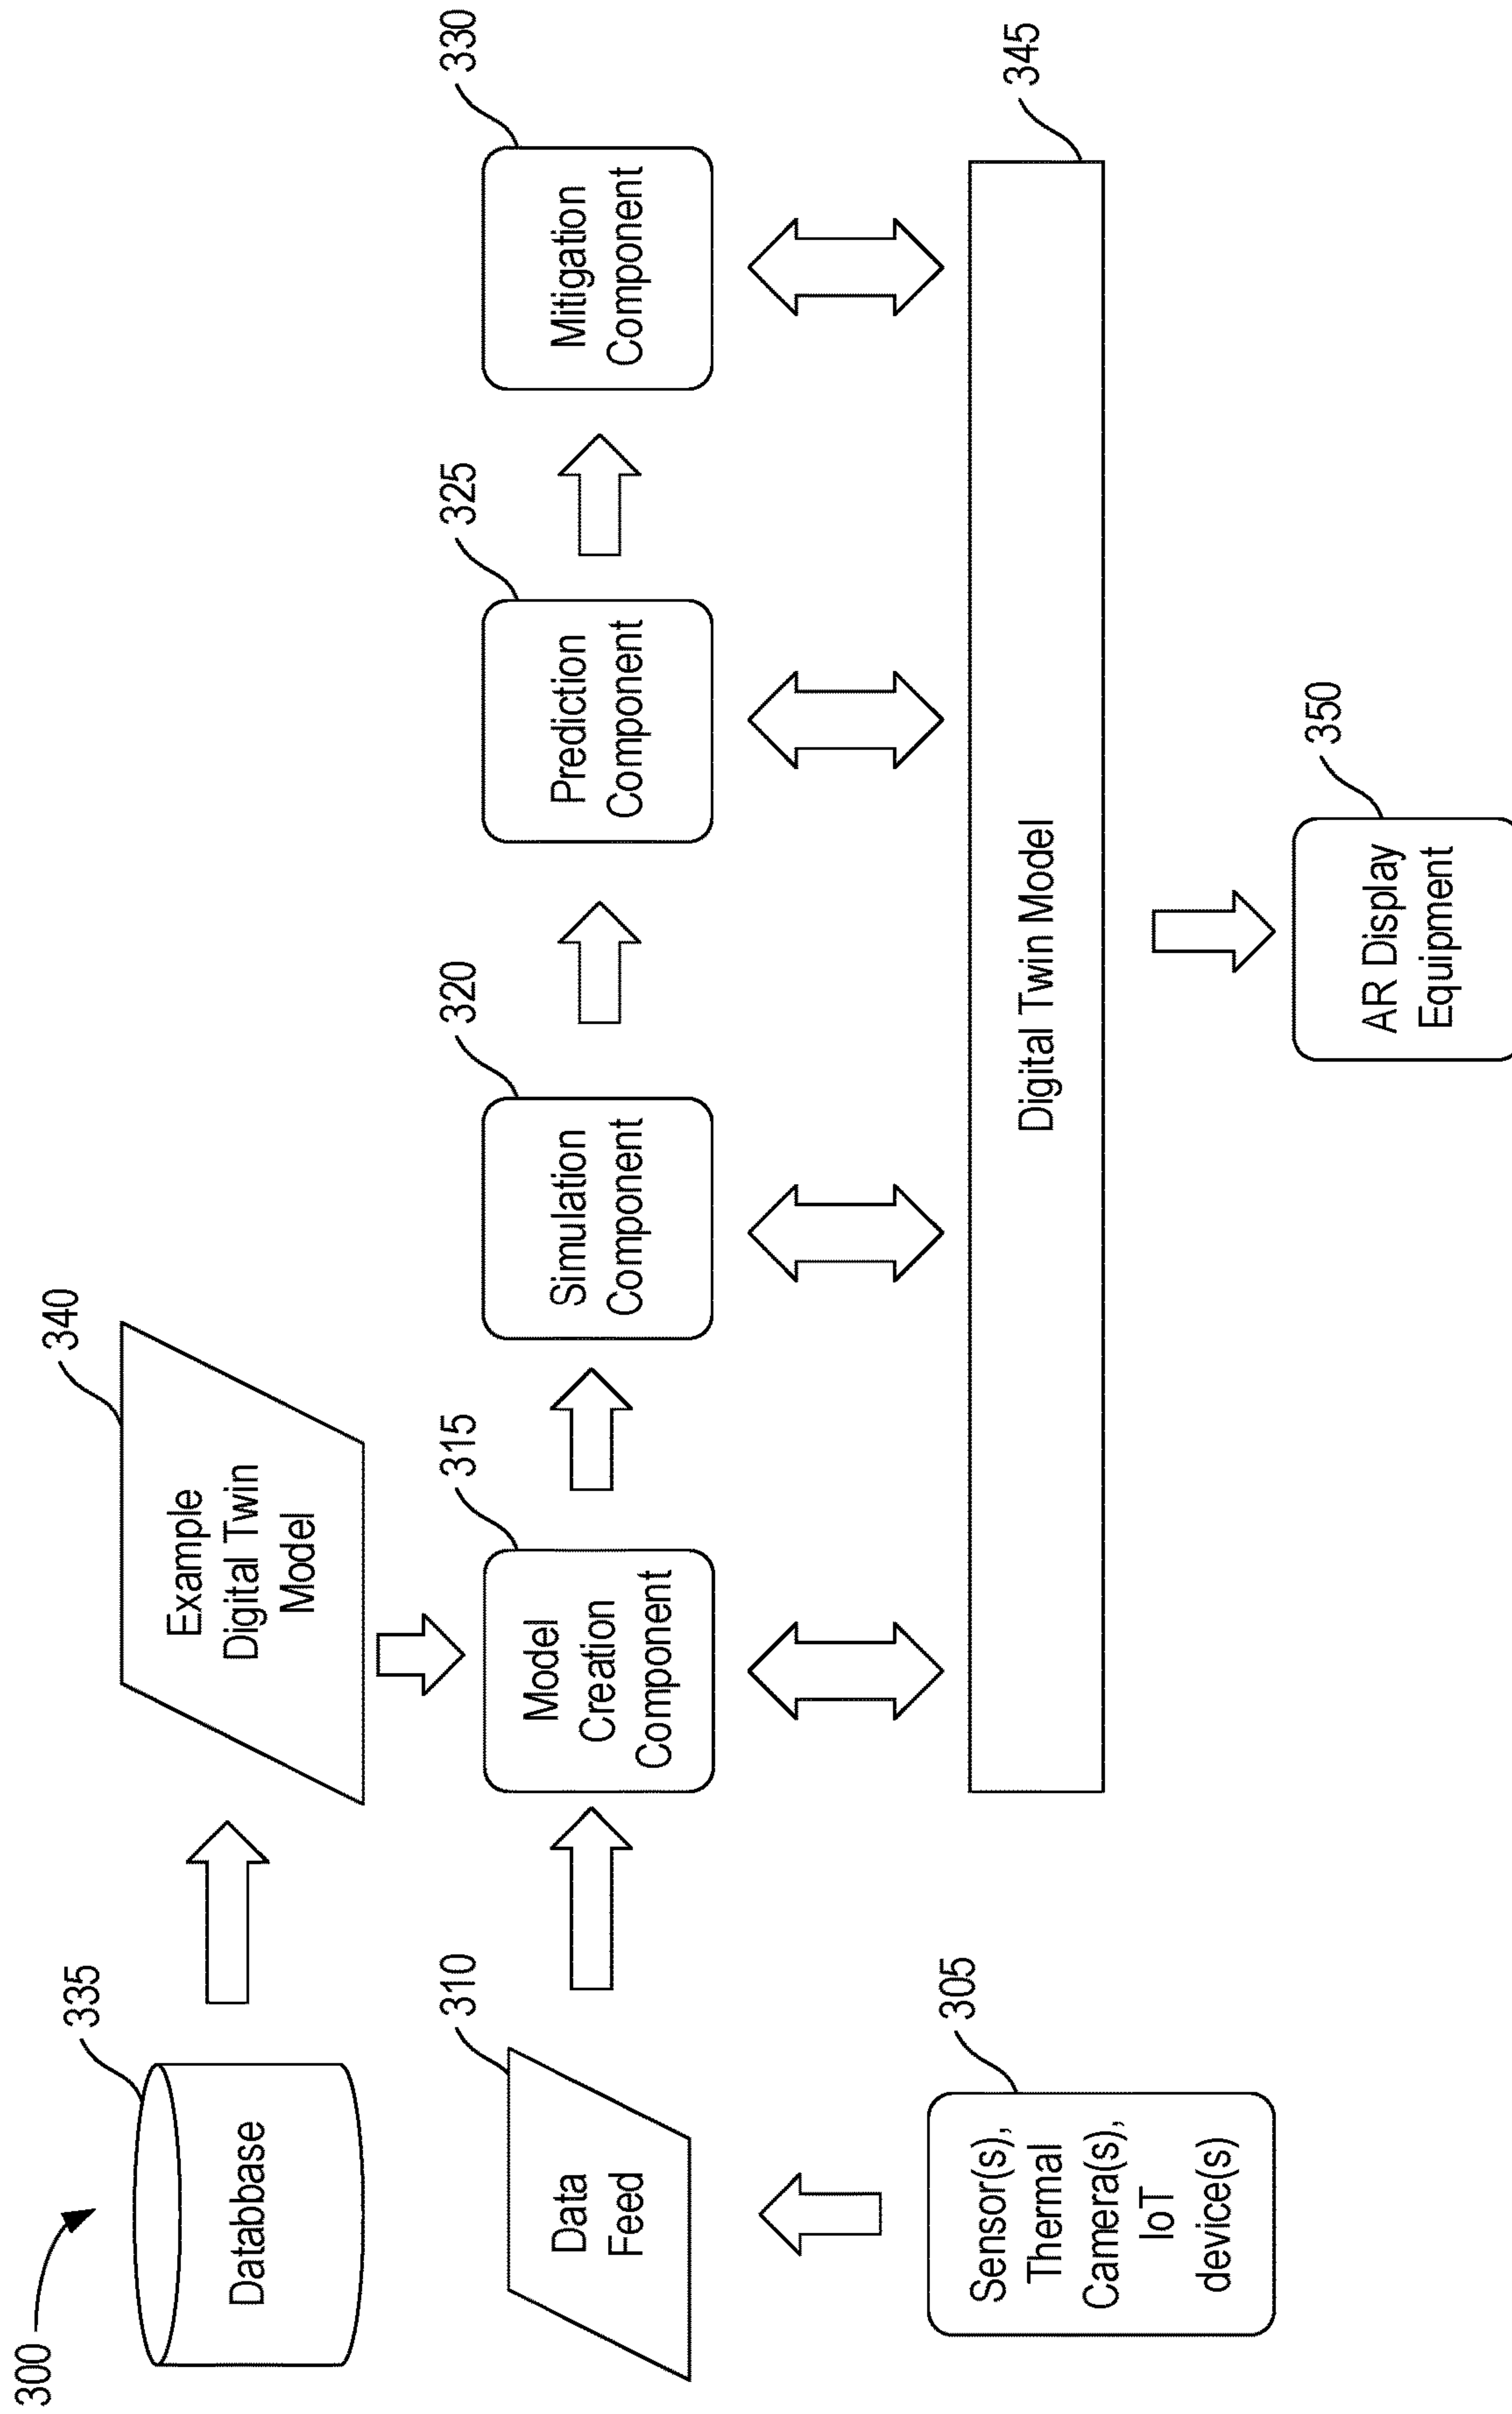 300
335
Databbase
340
Example
Digital Twin
Model
310
Data
Feed
315
Model
Creation
Component
320
Simulation
Component
325
Prediction
Component
330
Mitigation
Component
305
Sensor(s),
Thermal
Camera(s),
IoT
device(s)
345
Digital Twin Model
350
AR Display
Equipment